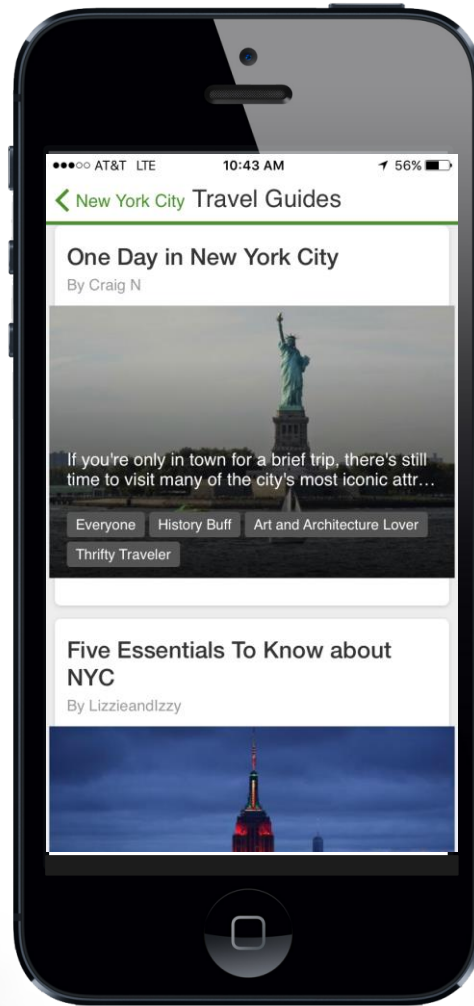 AT&T LTE 10:43 AM 56%
New York City Travel Guides
One Day in New York City
By Craig N
If you're only in town for a brief trip, there's still
time to visit many of the city's most iconic attr…
Everyone History Buff Art and Architecture Lover
Thrifty Traveler
Five Essentials To Know about
NYC
By LizzieandIzzy